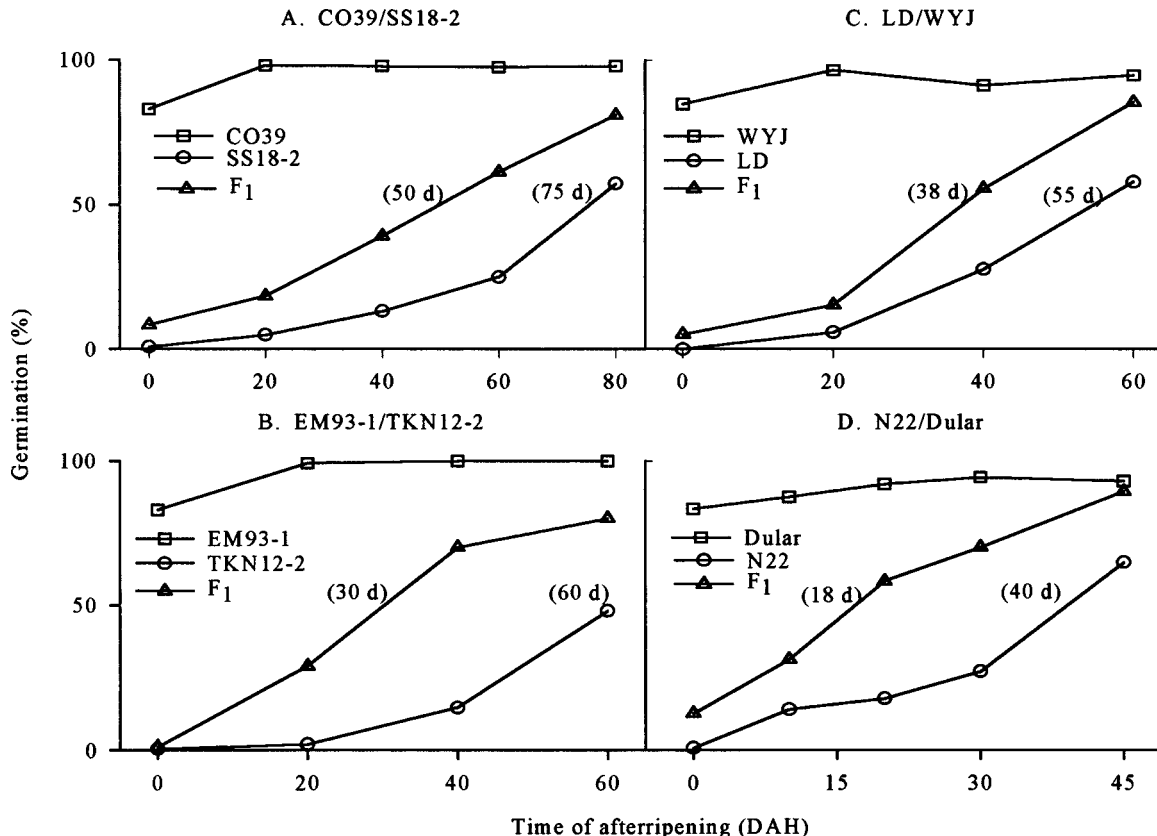 A. CO39/SS18-2
C. LD/WYJ
100
CO39
SS18-2
F1
(50 d)
(75 d)
50
0
0 20 40 60 80
WYJ
LD
F1
(38 d)
(55 d)
0 20 40 60
Germination (%)
B. EM93-1/TKN12-2
D. N22/Dular
100
EM93-1
TKN12-2
F1
(30 d)
(60 d)
50
0
0 20 40 60
Dular
N22
F1
(18 d)
(40 d)
0 15 30 45
Time of afterripening (DAH)